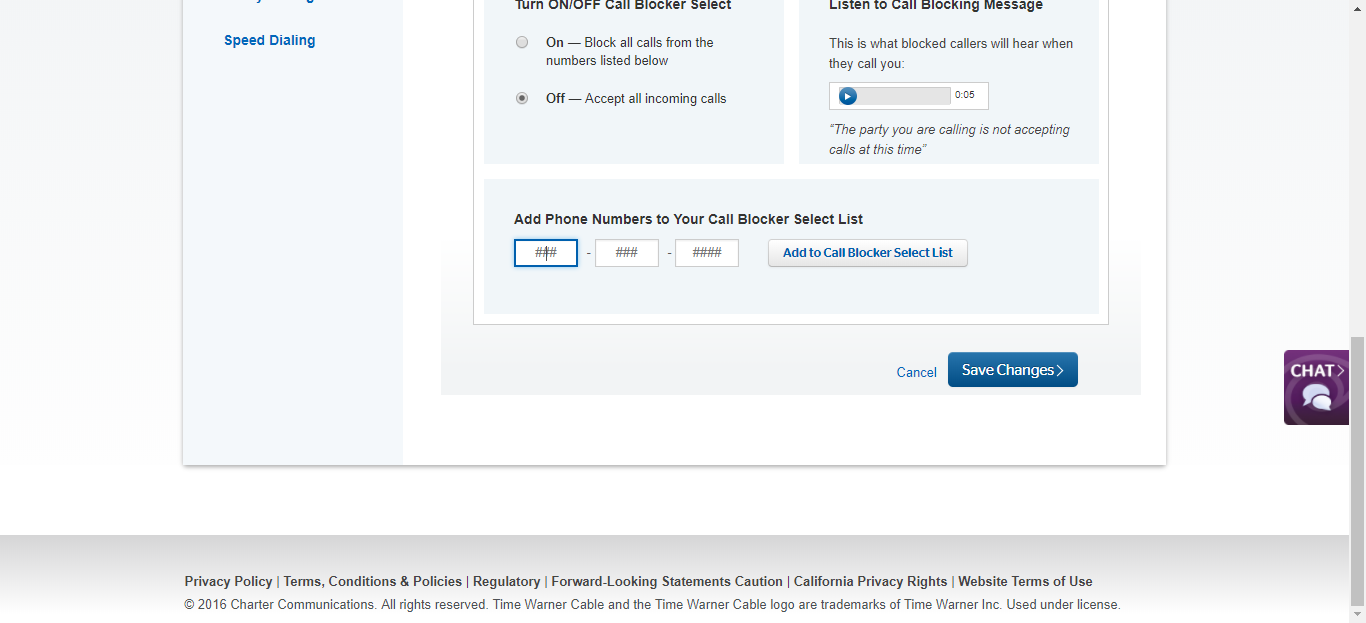 Turn ON/OFF Call Blocker Select
Listen to Call Blocking Message
Speed Dialing
On — Block all calls from the
numbers listed below
Off — Accept all incoming calls
This is what blocked callers will hear when
they call you:
0:05
“The party you are calling is not accepting
calls at this time”
Add Phone Numbers to Your Call Blocker Select List
### - ### - #### Add to Call Blocker Select List
Cancel Save Changes
CHAT
Privacy Policy | Terms, Conditions & Policies | Regulatory | Forward-Looking Statements Caution | California Privacy Rights | Website Terms of Use
© 2016 Charter Communications. All rights reserved. Time Warner Cable and the Time Warner Cable logo are trademarks of Time Warner Inc. Used under license.